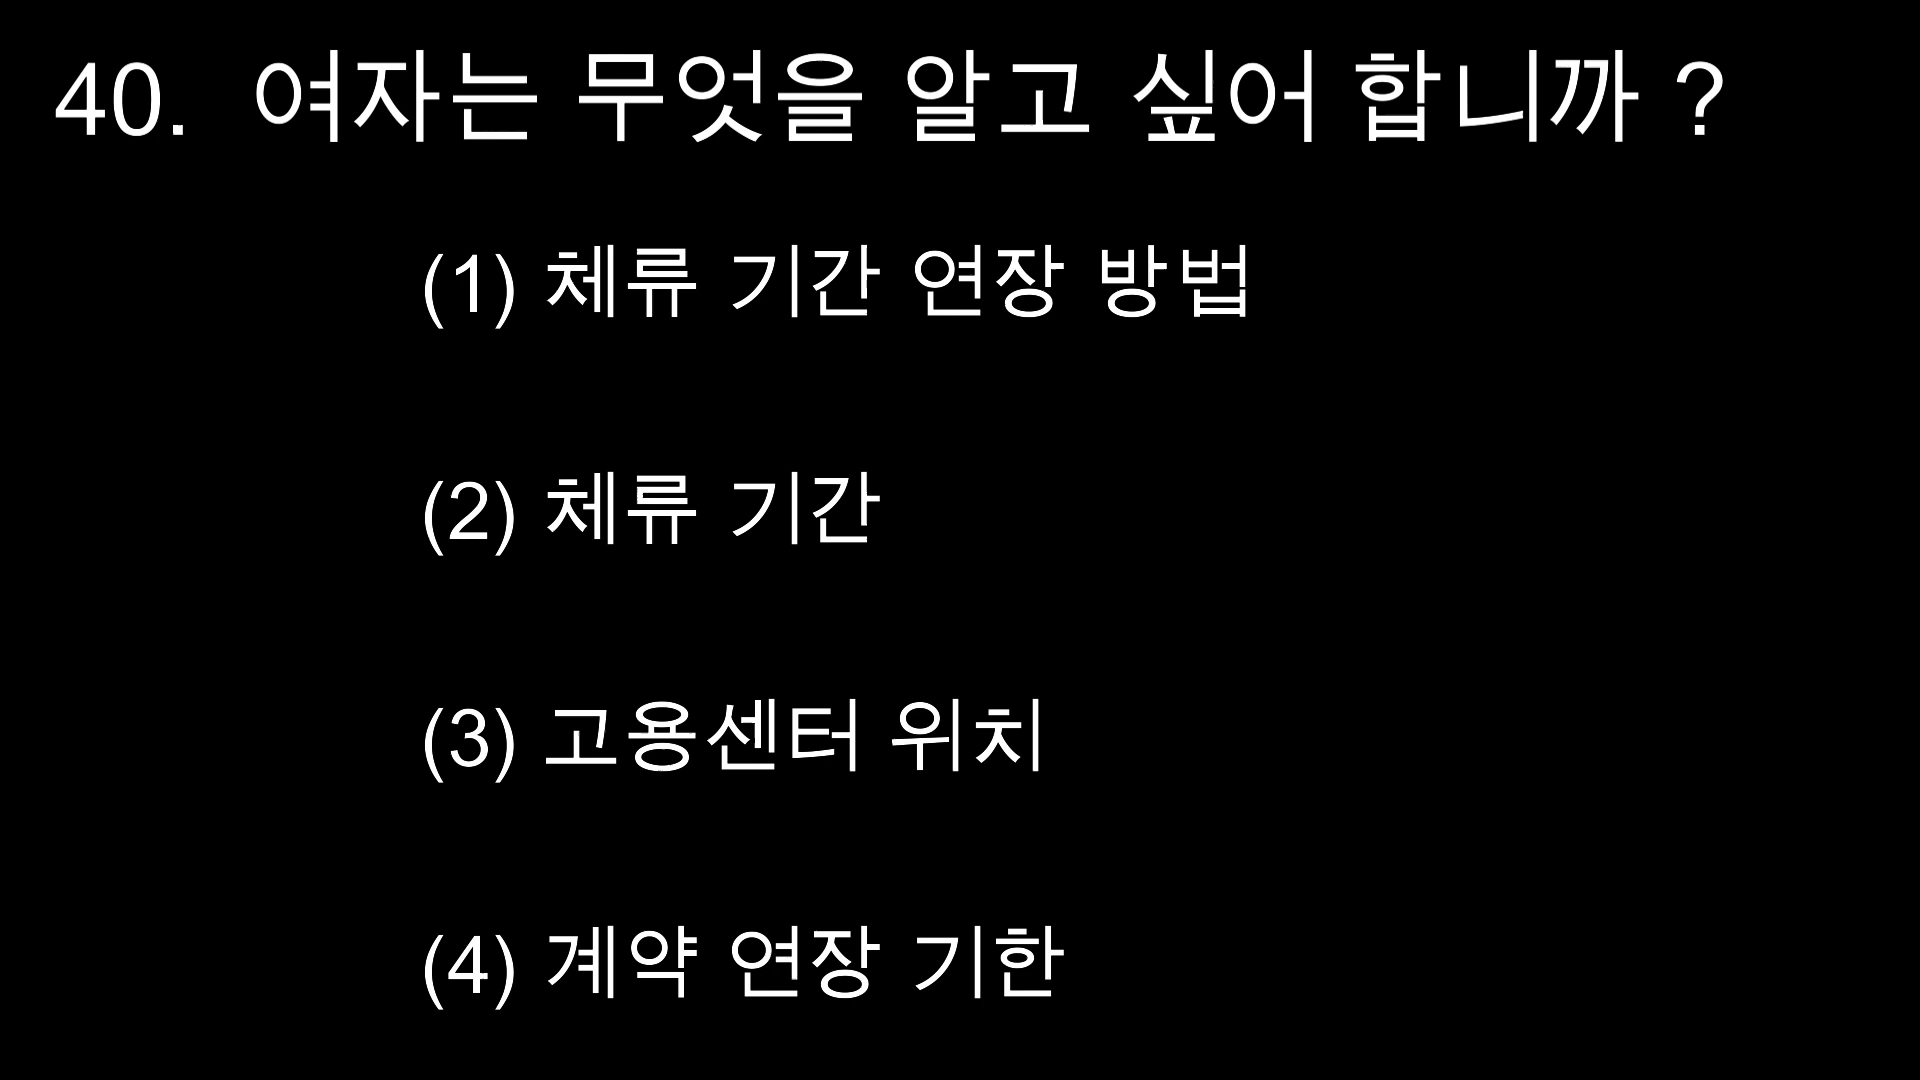 40. 여자는 무엇을 알고 싶어 합니까 ?
(1) 체류 기간 연장 방법
(2) 체류 기간
(3) 고용센터 위치
(4) 계약 연장 기한